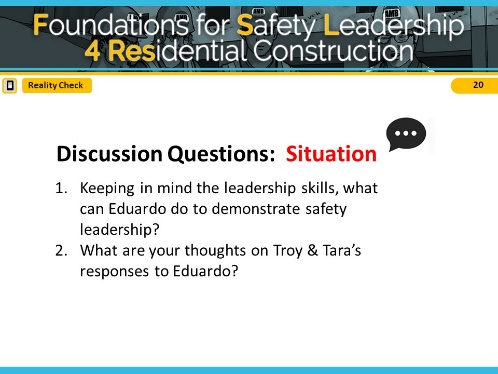 Foundations for Safety Leadership
4 Residential Construction
Reality Check
20
Discussion Questions: Situation
1. Keeping in mind the leadership skills, what
can Eduardo do to demonstrate safety
leadership?
2. What are your thoughts on Troy & Tara's
responses to Eduardo?